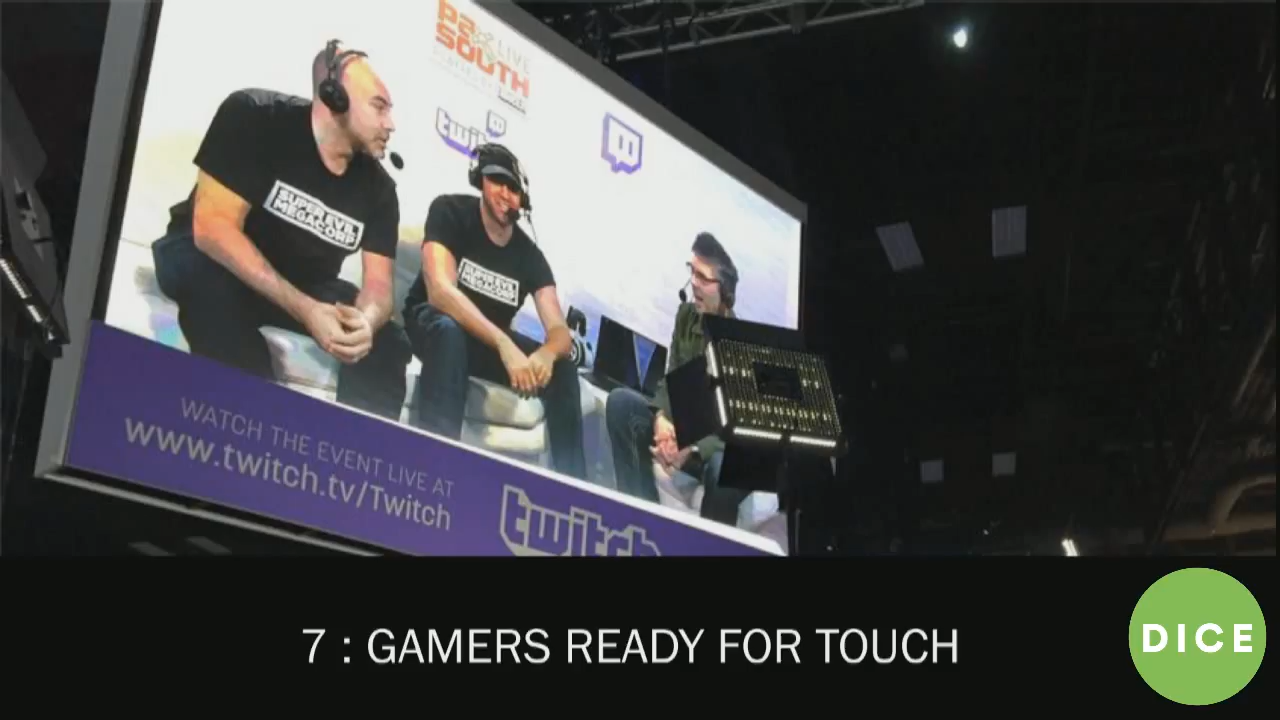 PAX
SOUTH
LIVE
twitch
SUPER EVIL
MEGACORP
SUPER EVIL
MEGACORP
WATCH THE EVENT LIVE AT
www.twitch.tv/Twitch
twitch
7 : GAMERS READY FOR TOUCH
DICE